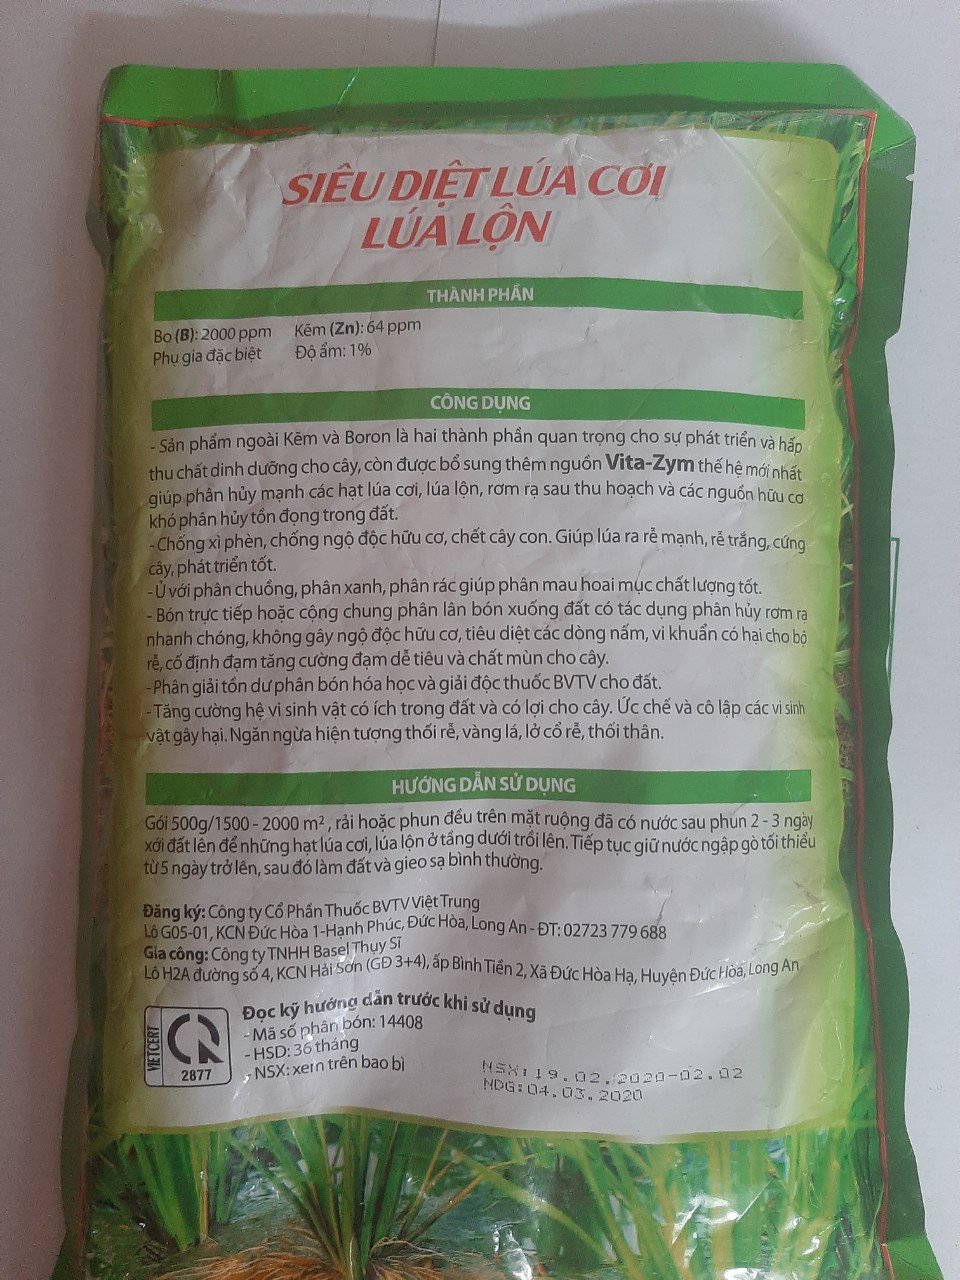 SIÊU DIỆT LÚA CƠI
LÚA LỘN
THÀNH PHẦN
Bo (B): 2000 ppm Kẽm (Zn): 64 ppm
Phụ gia đặc biệt Độ ẩm: 1%
CÔNG DỤNG
- Sản phẩm ngoài Kẽm và Boron là hai thành phần quan trọng cho sự phát triển và hấp
thu chất dinh dưỡng cho cây, còn được bổ sung thêm nguồn Vita-Zym thế hệ mới nhất
giúp phân hủy mạnh các hạt lúa cơi, lúa lộn, rơm rạ sau thu hoạch và các nguồn hữu cơ
khó phân hủy tồn đọng trong đất.
- Chống xì phèn, chống ngộ độc hữu cơ, chết cây con. Giúp lúa ra rễ mạnh, rễ trắng, cứng
cây, phát triển tốt.
- Ủ với phân chuồng, phân xanh, phân rác giúp phân mau hoai mục chất lượng tốt.
- Bón trực tiếp hoặc cộng chung phân lân bón xuống đất có tác dụng phân hủy rơm rạ
nhanh chóng, không gây ngộ độc hữu cơ, tiêu diệt các dòng nấm, vi khuẩn có hại cho bộ
rễ, cố định đạm tăng cường đạm dễ tiêu và chất mùn cho cây.
- Phân giải tồn dư phân bón hóa học và giải độc thuốc BVTV cho đất.
- Tăng cường hệ vi sinh vật có ích trong đất và có lợi cho cây. Ức chế và cô lập các vi sinh
vật gây hại. Ngăn ngừa hiện tượng thối rễ, vàng lá, lở cổ rễ, thối thân.
HƯỚNG DẪN SỬ DỤNG
Gói 500g/1500 - 2000 m², rải hoặc phun đều trên mặt ruộng đã có nước sau phun 2 - 3 ngày
xới đất lên để những hạt lúa cơi, lúa lộn ở tầng dưới trồi lên. Tiếp tục giữ nước ngập gò tối thiểu
từ 5 ngày trở lên, sau đó làm đất và gieo sạ bình thường.
Đăng ký: Công ty Cổ Phần Thuốc BVTV Việt Trung
Lô G05-01, KCN Đức Hòa 1-Hạnh Phúc, Đức Hòa, Long An - ĐT: 02723 779 688
Gia công: Công ty TNHH Basel Thụy Sĩ
Lô H2A đường số 4, KCN Hải Sơn (GĐ 3+4), ấp Bình Tiền 2, Xã Đức Hòa Hạ, Huyện Đức Hòa, Long An
Đọc kỹ hướng dẫn trước khi sử dụng
- Mã số phân bón: 14408
- HSD: 36 tháng
- NSX: xem trên bao bì
VIETCERT
2877
NSX:19.02.2020-02.02
NDG:04.03.2020